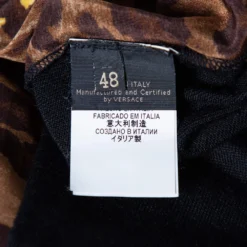 48
ITALY
Manufactured and Certified
by VERSACE
FABRICADO EM ITALIA
意大利制造
СОЗДАНО В ИТАЛИИ
イタリア製